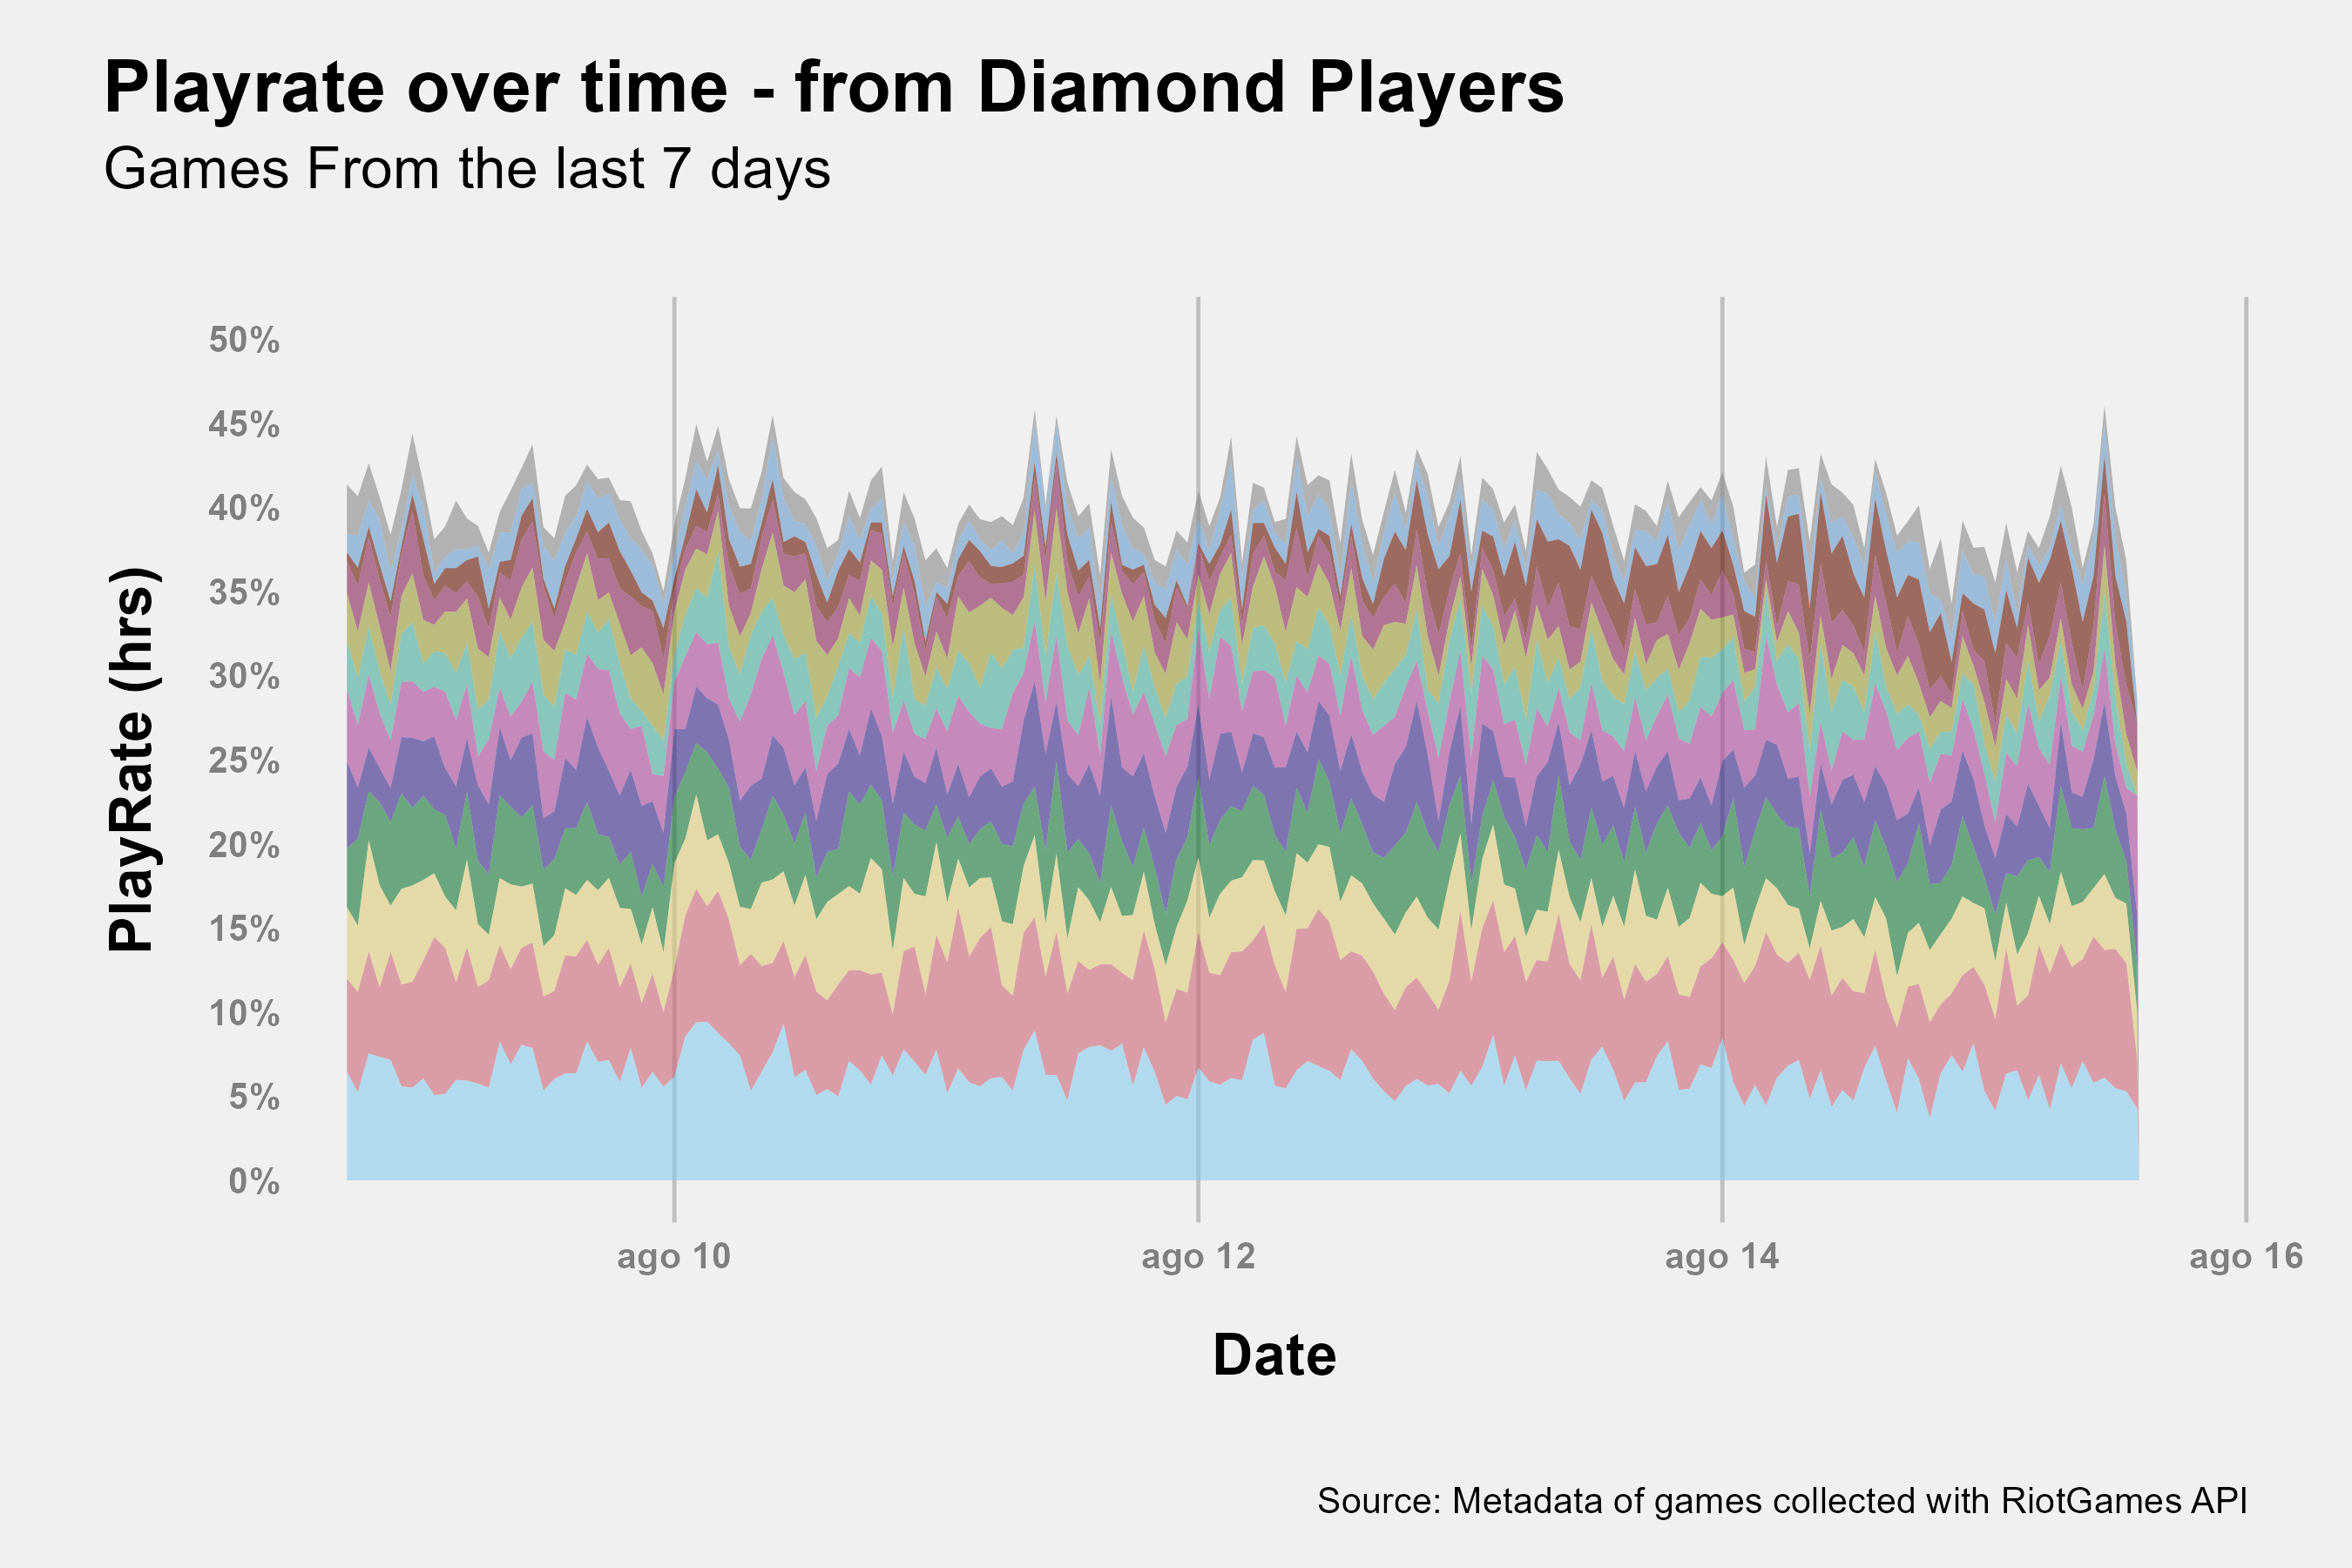 Playrate over time - from Diamond Players
Games From the last 7 days
50%
45%
40%
35%
30%
25%
20%
15%
10%
5%
0%
PlayRate (hrs)
ago 10
ago 12
ago 14
ago 16
Date
Source: Metadata of games collected with RiotGames API